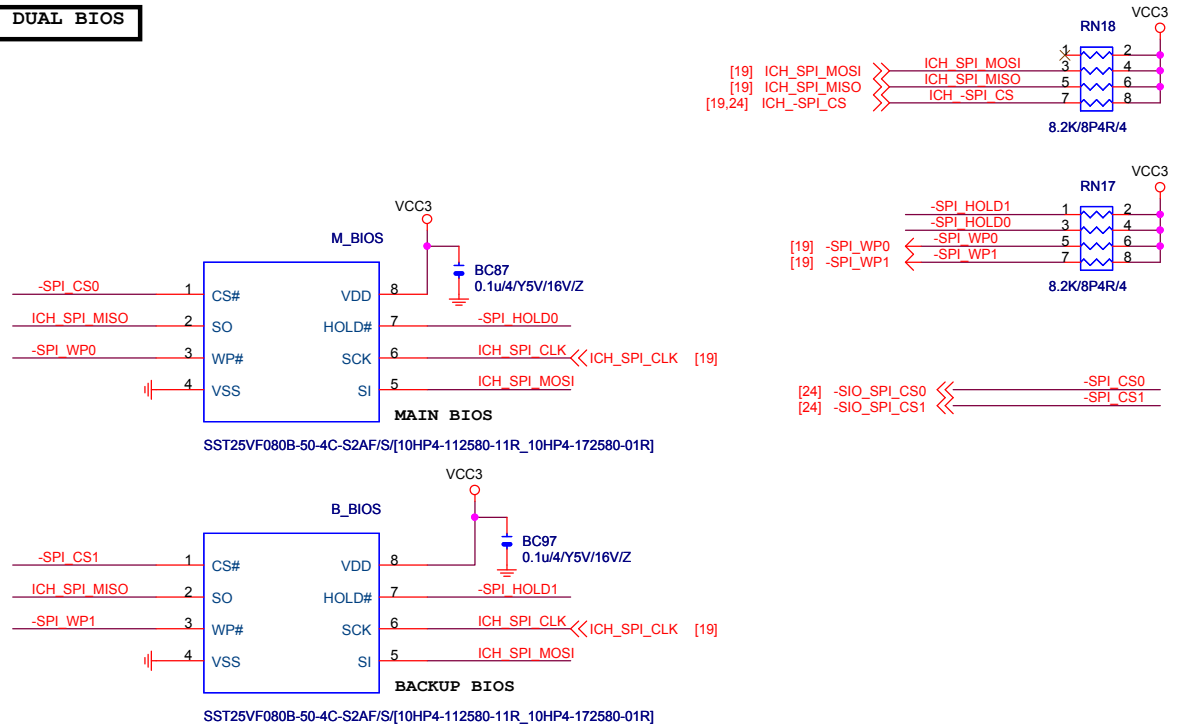 DUAL BIOS
VCC3
RN18
1 2
[19] ICH_SPI_MOSI ICH_SPI_MOSI 3 4
[19] ICH_SPI_MISO ICH_SPI_MISO 5 6
[19,24] ICH_-SPI_CS ICH_-SPI_CS 7 8
8.2K/8P4R/4
VCC3
RN17
-SPI_HOLD1 1 2
-SPI_HOLD0 3 4
[19] -SPI_WP0 -SPI_WP0 5 6
[19] -SPI_WP1 -SPI_WP1 7 8
8.2K/8P4R/4
[24] -SIO_SPI_CS0 -SPI_CS0
[24] -SIO_SPI_CS1 -SPI_CS1
VCC3
M_BIOS
BC87
0.1u/4/Y5V/16V/Z
-SPI_CS0 1 CS# VDD 8
ICH_SPI_MISO 2 SO HOLD# 7 -SPI_HOLD0
-SPI_WP0 3 WP# SCK 6 ICH_SPI_CLK ICH_SPI_CLK [19]
4 VSS SI 5 ICH_SPI_MOSI
MAIN BIOS
SST25VF080B-50-4C-S2AF/S/[10HP4-112580-11R_10HP4-172580-01R]
VCC3
B_BIOS
BC97
0.1u/4/Y5V/16V/Z
-SPI_CS1 1 CS# VDD 8
ICH_SPI_MISO 2 SO HOLD# 7 -SPI_HOLD1
-SPI_WP1 3 WP# SCK 6 ICH_SPI_CLK ICH_SPI_CLK [19]
4 VSS SI 5 ICH_SPI_MOSI
BACKUP BIOS
SST25VF080B-50-4C-S2AF/S/[10HP4-112580-11R_10HP4-172580-01R]